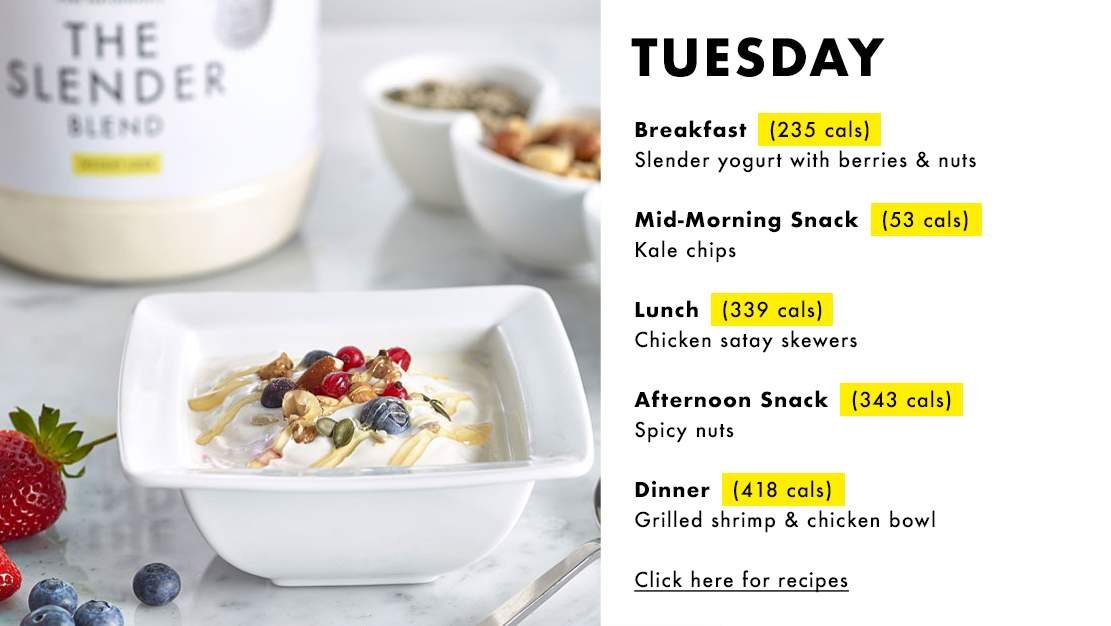 THE
SLENDER
BLEND
TUESDAY
Breakfast (235 cals)
Slender yogurt with berries & nuts
Mid-Morning Snack (53 cals)
Kale chips
Lunch (339 cals)
Chicken satay skewers
Afternoon Snack (343 cals)
Spicy nuts
Dinner (418 cals)
Grilled shrimp & chicken bowl
Click here for recipes